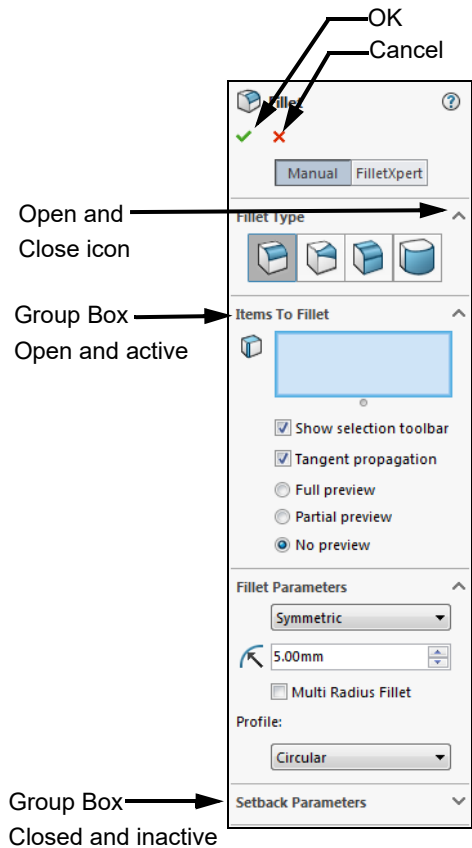 OK
Cancel
Fillet
Manual FilletXpert
Open and
Close icon
Fillet Type
Group Box
Open and active
Items To Fillet
Show selection toolbar
Tangent propagation
Full preview
Partial preview
No preview
Fillet Parameters
Symmetric
5.00mm
Multi Radius Fillet
Profile:
Circular
Group Box
Closed and inactive
Setback Parameters